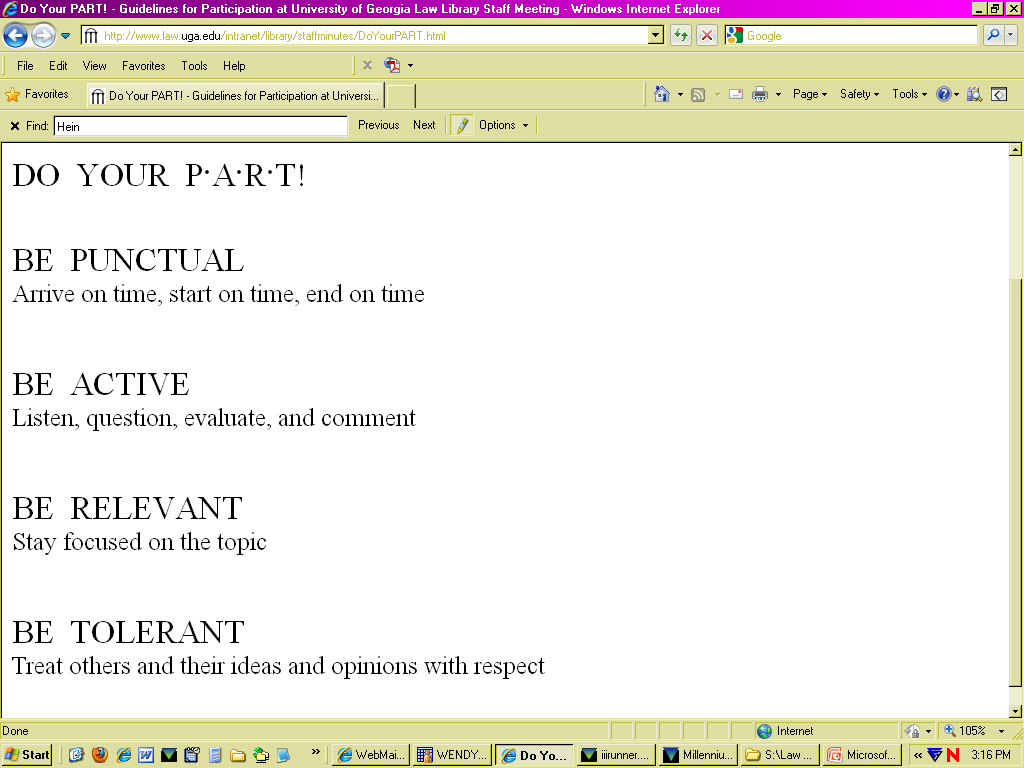 Do Your PART! - Guidelines for Participation at University of Georgia Law Library Staff Meeting - Windows Internet Explorer
http://www.law.uga.edu/intranet/library/staffminutes/DoYourPART.html
Google
File Edit View Favorites Tools Help
Favorites
Do Your PART! - Guidelines for Participation at Universi...
Page Safety Tools
Find: Hein Previous Next Options
DO YOUR P·A·R·T!
BE PUNCTUAL
Arrive on time, start on time, end on time
BE ACTIVE
Listen, question, evaluate, and comment
BE RELEVANT
Stay focused on the topic
BE TOLERANT
Treat others and their ideas and opinions with respect
Done Internet 105%
Start » WebMai... WENDY... Do Yo... iiirunner... Millenniu... S:\Law ... Microsof... « 3:16 PM